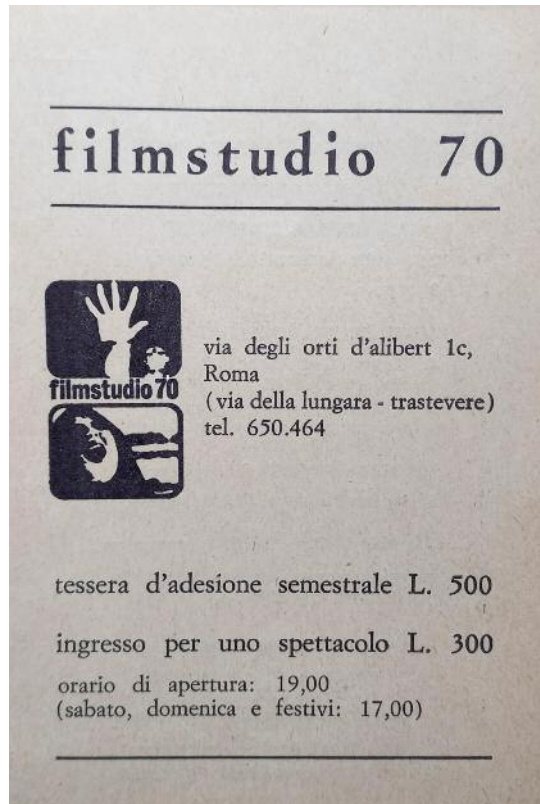 filmstudio 70
filmstudio 70
via degli orti d'alibert 1c,
Roma
(via della lungara - trastevere)
tel. 650.464
tessera d'adesione semestrale L. 500
ingresso per uno spettacolo L. 300
orario di apertura: 19,00
(sabato, domenica e festivi: 17,00)